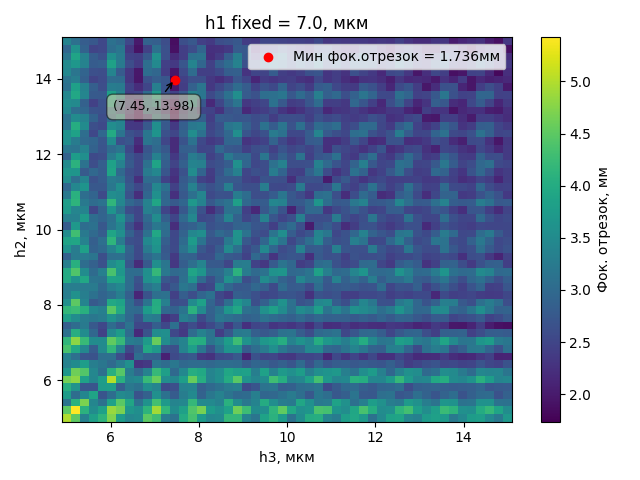 h1 fixed = 7.0, мкм
Мин фок.отрезок = 1.736мм
(7.45, 13.98)
h2, мкм
14
12
10
8
6
6 8 10 12 14
h3, мкм
5.0
4.5
4.0
3.5
3.0
2.5
2.0
Фок. отрезок, мм